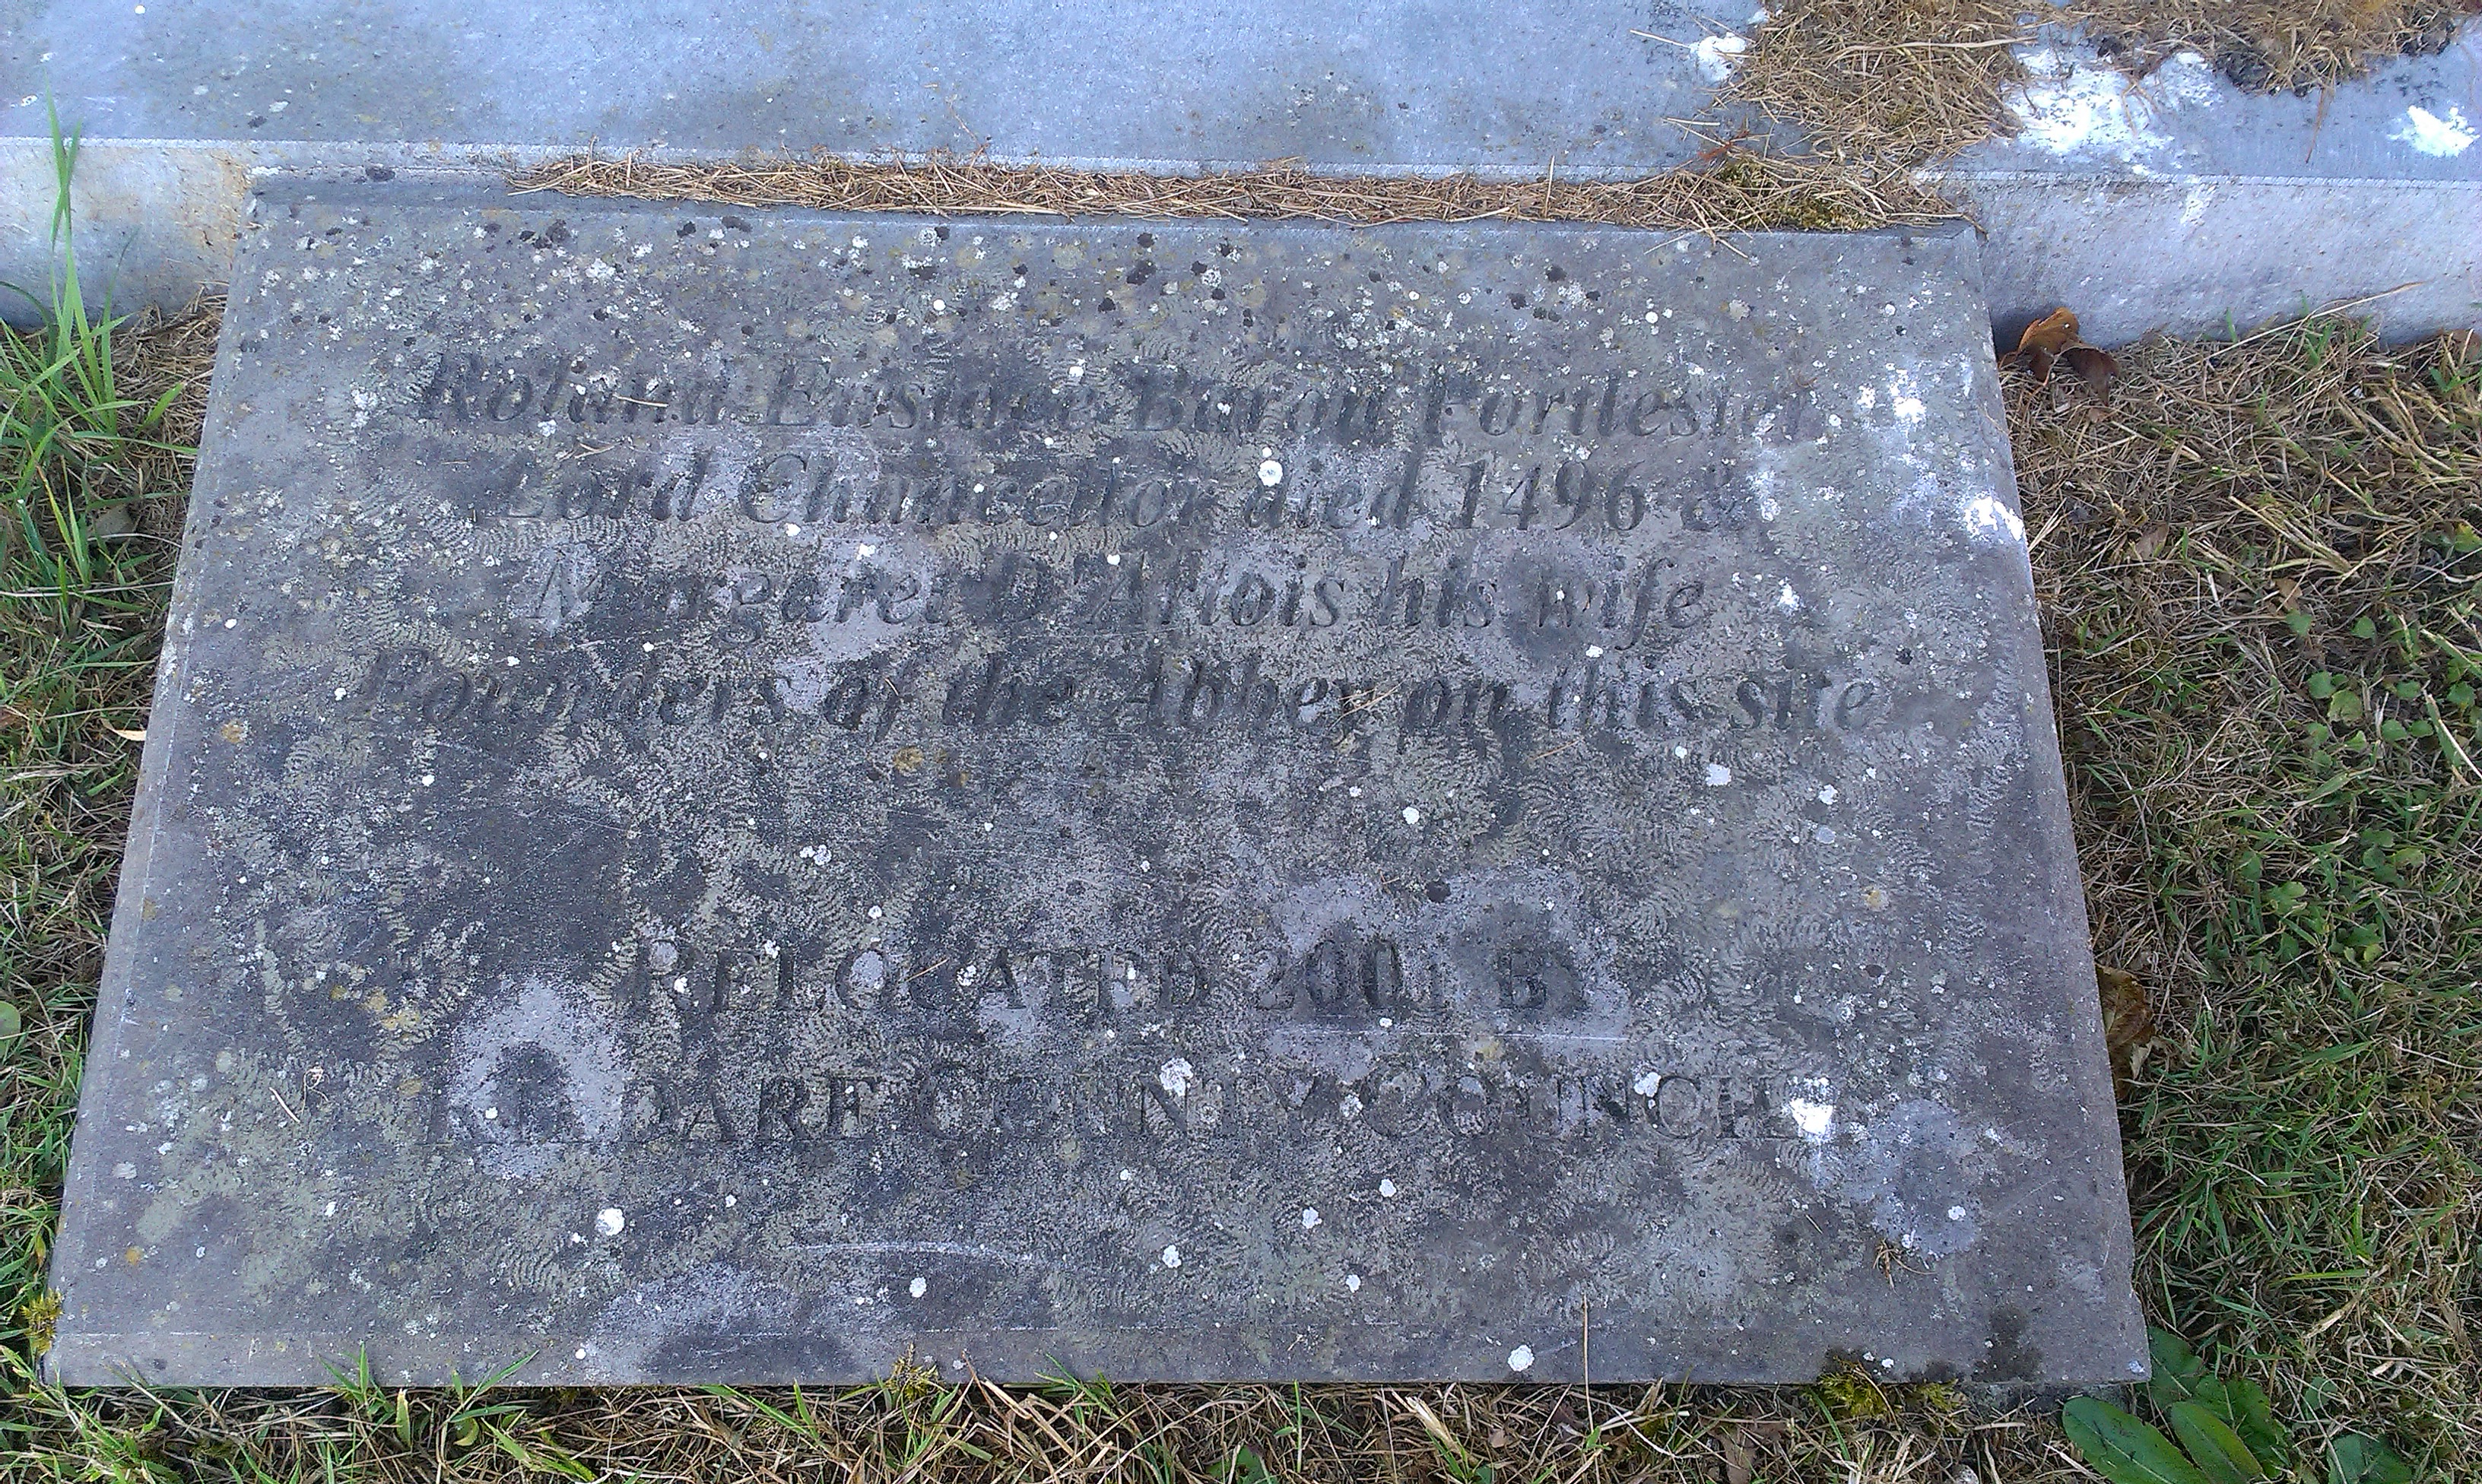 Roland Eustace Baron Portlester
Lord Chancellor died 1496 &
Margaret D'Artois his wife
Founders of the Abbey on this site
RELOCATED 2001 BY
KILDARE COUNTY COUNCIL